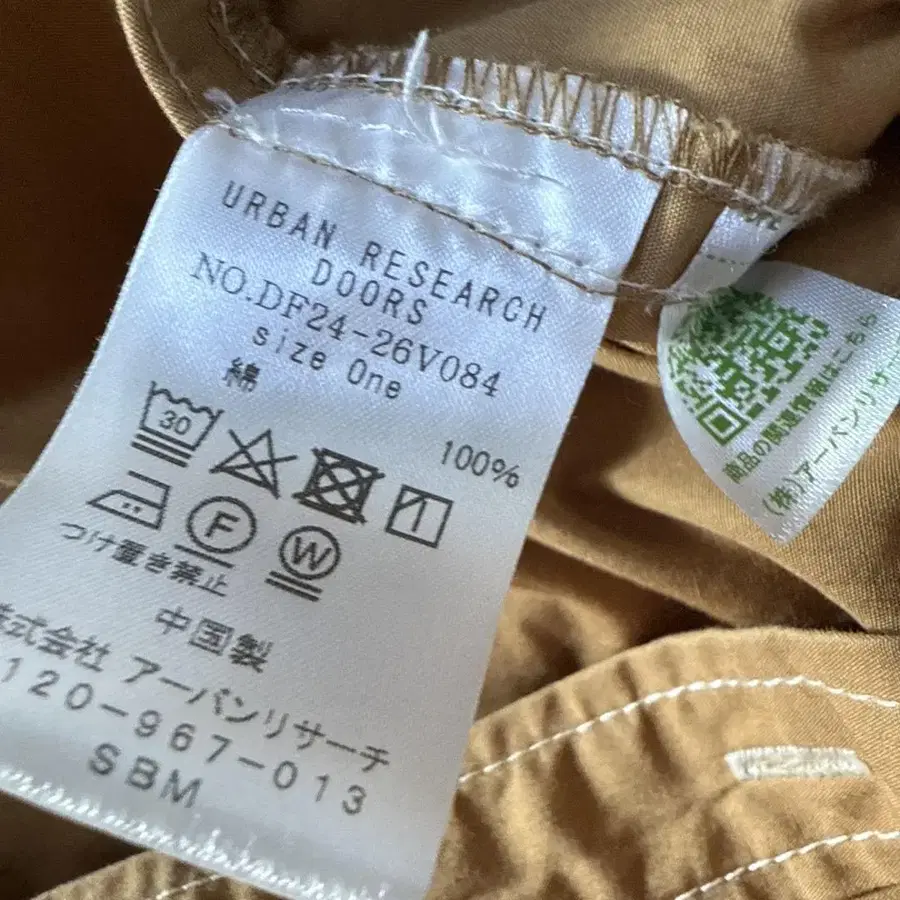 URBAN RESEARCH
DOORS
NO.DF24-26V084
size One
綿 100%
30
F
W
つけ置き禁止
中国製
株式会社 アーバンリサーチ
120-967-013
SBM
商品の関連情報はこちら
(株)アーバンリサーチ